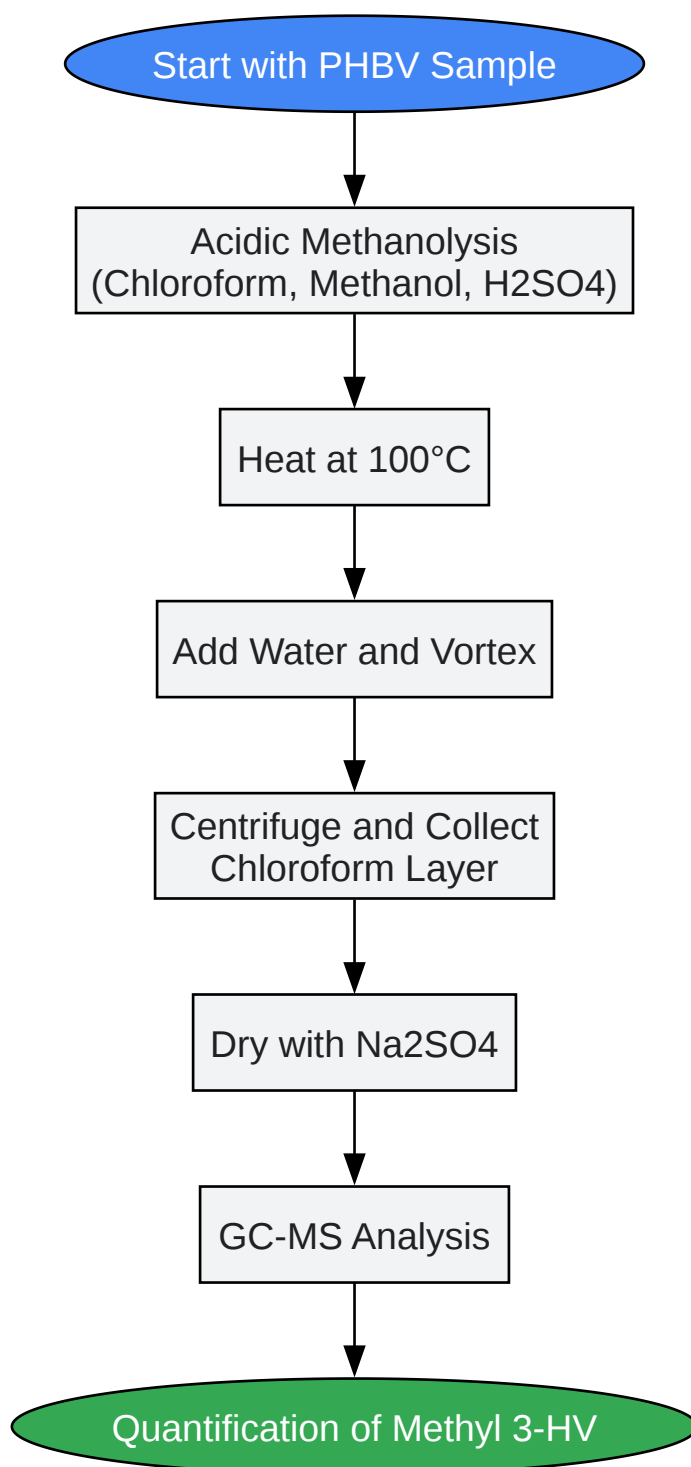 Start with PHBV Sample
Acidic Methanolysis
(Chloroform, Methanol, H2SO4)
Heat at 100°C
Add Water and Vortex
Centrifuge and Collect
Chloroform Layer
Dry with Na2SO4
GC-MS Analysis
Quantification of Methyl 3-HV